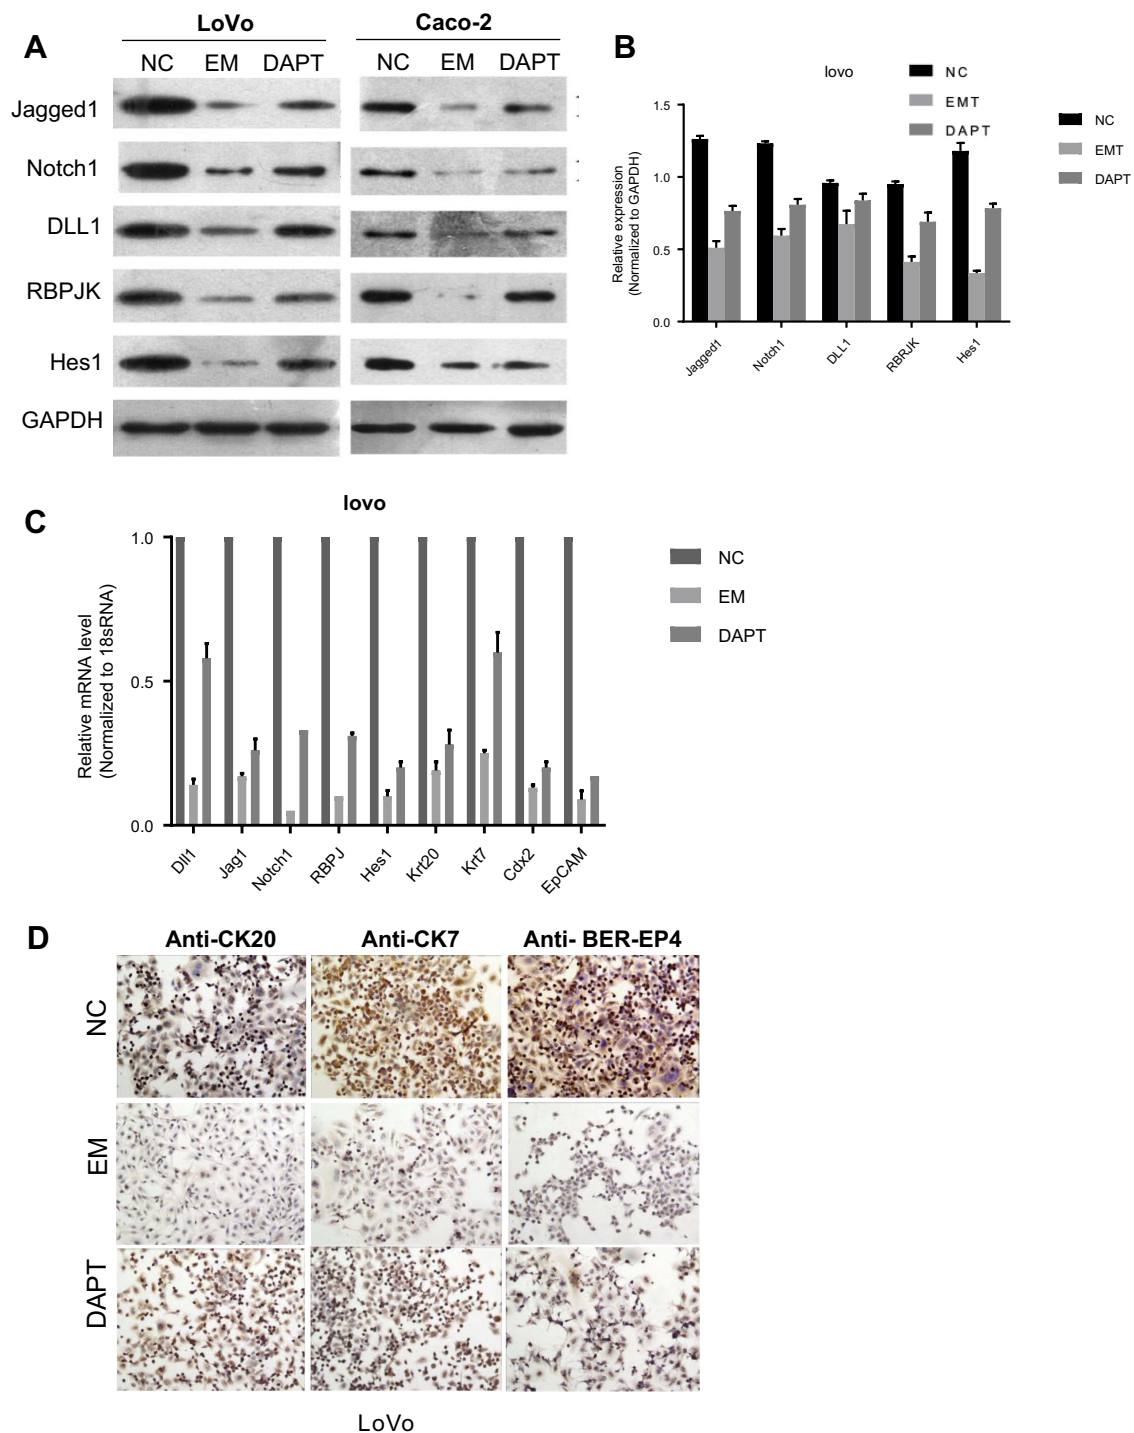 A
LoVo
Caco-2
NC EM DAPT
NC EM DAPT
Jagged1
Notch1
DLL1
RBPJK
Hes1
GAPDH
B
lovo
NC
EMT
DAPT
NC
EMT
DAPT
Relative expression
(Normalized to GAPDH)
1.5
1.0
0.5
0.0
Jagged1
Notch1
DLL1
RBRJK
Hes1
C
lovo
Relative mRNA level
(Normalized to 18sRNA)
1.0
0.5
0.0
Dll1
Jag1
Notch1
RBPJ
Hes1
Krt20
Krt7
Cdx2
EpCAM
NC
EM
DAPT
D
Anti-CK20
Anti-CK7
Anti- BER-EP4
NC
EM
DAPT
LoVo